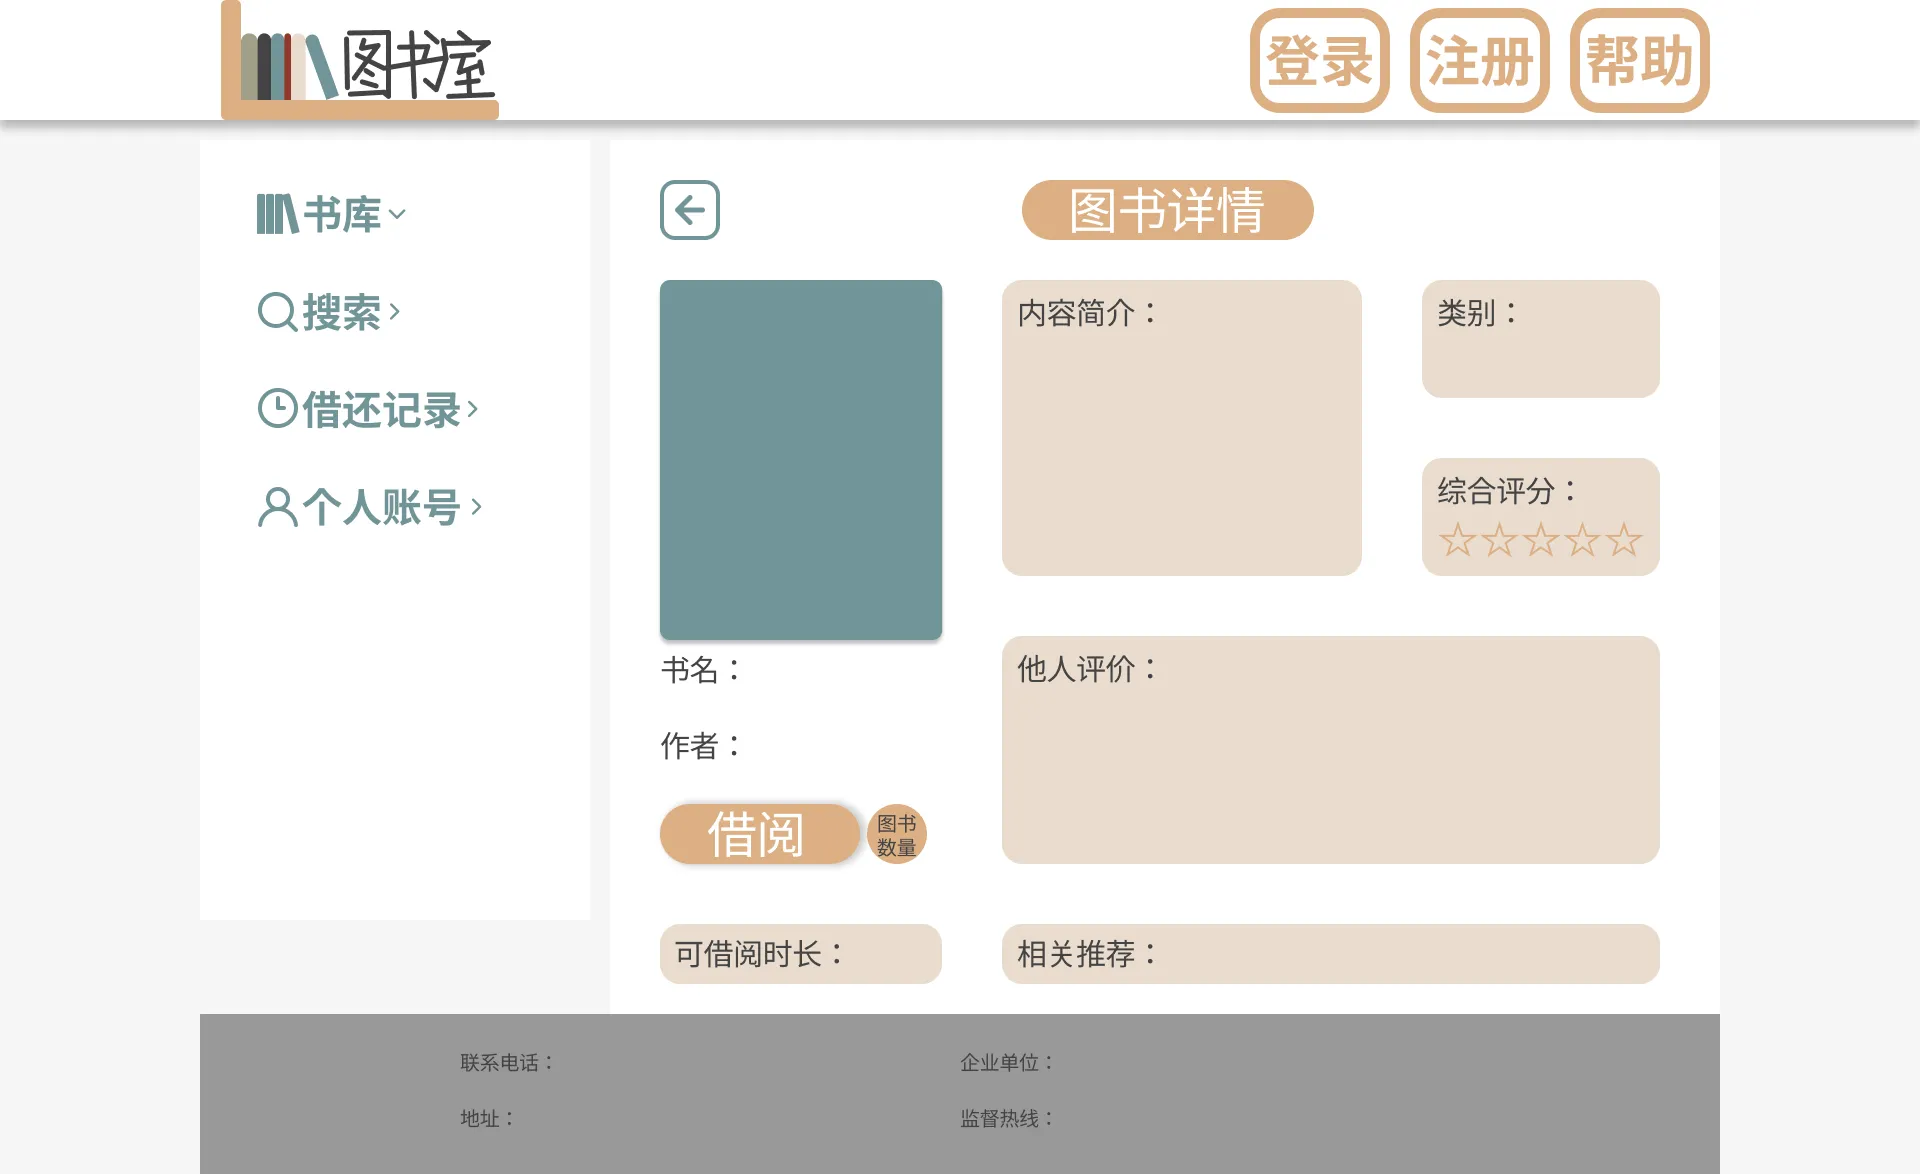 图书室
登录
注册
帮助
书库
搜索
借还记录
个人账号
图书详情
书名：
作者：
借阅
图书
数量
可借阅时长：
内容简介：
类别：
综合评分：
☆☆☆☆☆
他人评价：
相关推荐：
联系电话：
企业单位：
地址：
监督热线：